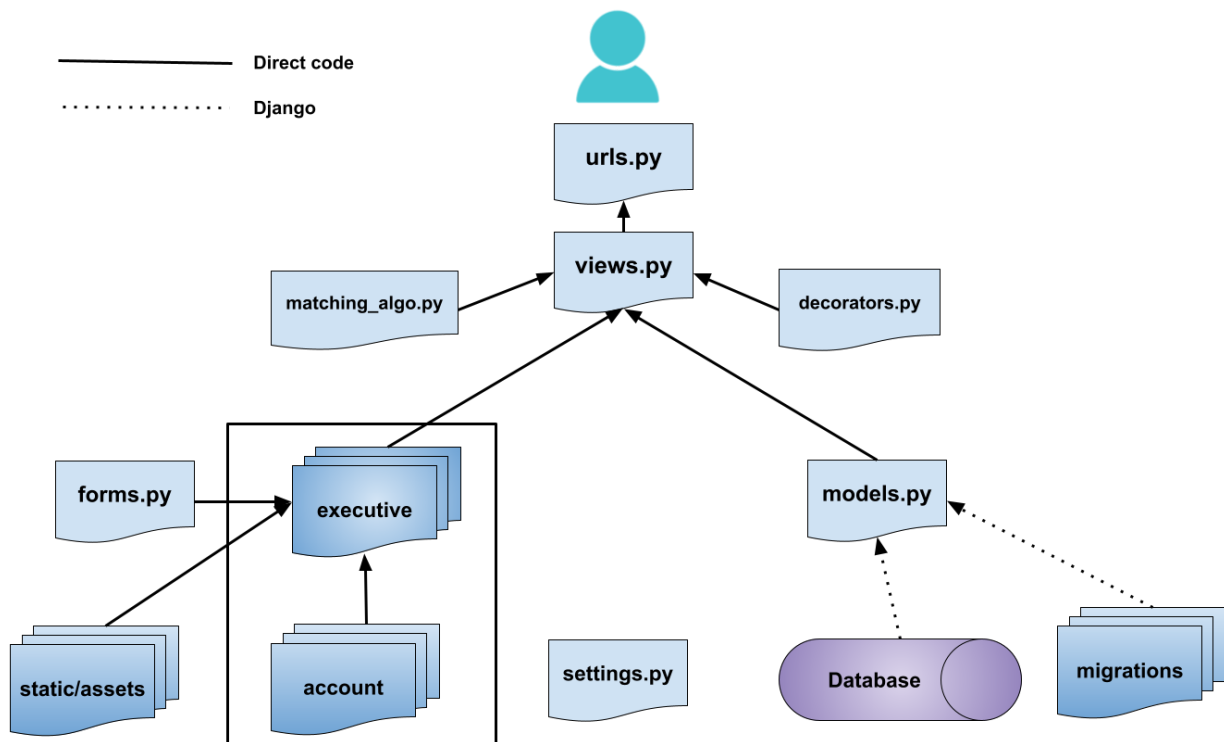 Direct code
Django
urls.py
views.py
matching_algo.py
decorators.py
forms.py
executive
models.py
static/assets
account
settings.py
Database
migrations